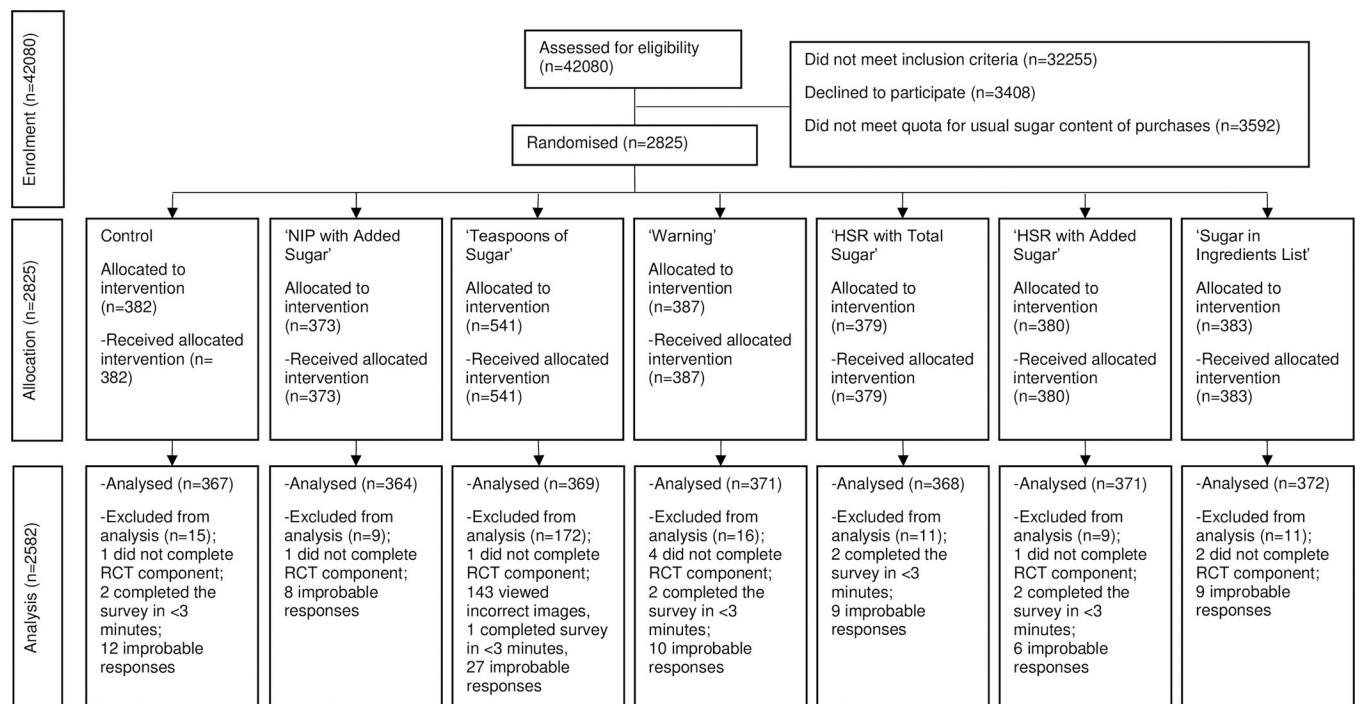 Enrolment (n=42080)
Assessed for eligibility
(n=42080)
Did not meet inclusion criteria (n=32255)
Declined to participate (n=3408)
Did not meet quota for usual sugar content of purchases (n=3592)
Randomised (n=2825)
Allocation (n=2825)
Control
Allocated to
intervention
(n=382)
-Received allocated
intervention (n=
382)
‘NIP with Added
Sugar’
Allocated to
intervention
(n=373)
-Received allocated
intervention
(n=373)
‘Teaspoons of
Sugar’
Allocated to
intervention
(n=541)
-Received allocated
intervention
(n=541)
‘Warning’
Allocated to
intervention
(n=387)
-Received allocated
intervention
(n=387)
‘HSR with Total
Sugar’
Allocated to
intervention
(n=379)
-Received allocated
intervention
(n=379)
‘HSR with Added
Sugar’
Allocated to
intervention
(n=380)
-Received allocated
intervention
(n=380)
‘Sugar in
Ingredients List’
Allocated to
intervention
(n=383)
-Received allocated
intervention
(n=383)
Analysis (n=2582)
-Analysed (n=367)
-Excluded from
analysis (n=15);
1 did not complete
RCT component;
2 completed the
survey in <3
minutes;
12 improbable
responses
-Analysed (n=364)
-Excluded from
analysis (n=9);
1 did not complete
RCT component;
8 improbable
responses
-Analysed (n=369)
-Excluded from
analysis (n=172);
1 did not complete
RCT component;
143 viewed
incorrect images,
1 completed survey
in <3 minutes,
27 improbable
responses
-Analysed (n=371)
-Excluded from
analysis (n=16);
4 did not complete
RCT component;
2 completed the
survey in <3
minutes;
10 improbable
responses
-Analysed (n=368)
-Excluded from
analysis (n=11);
2 completed the
survey in <3
minutes;
9 improbable
responses
-Analysed (n=371)
-Excluded from
analysis (n=9);
1 did not complete
RCT component;
2 completed the
survey in <3
minutes;
6 improbable
responses
-Analysed (n=372)
-Excluded from
analysis (n=11);
2 did not complete
RCT component;
9 improbable
responses